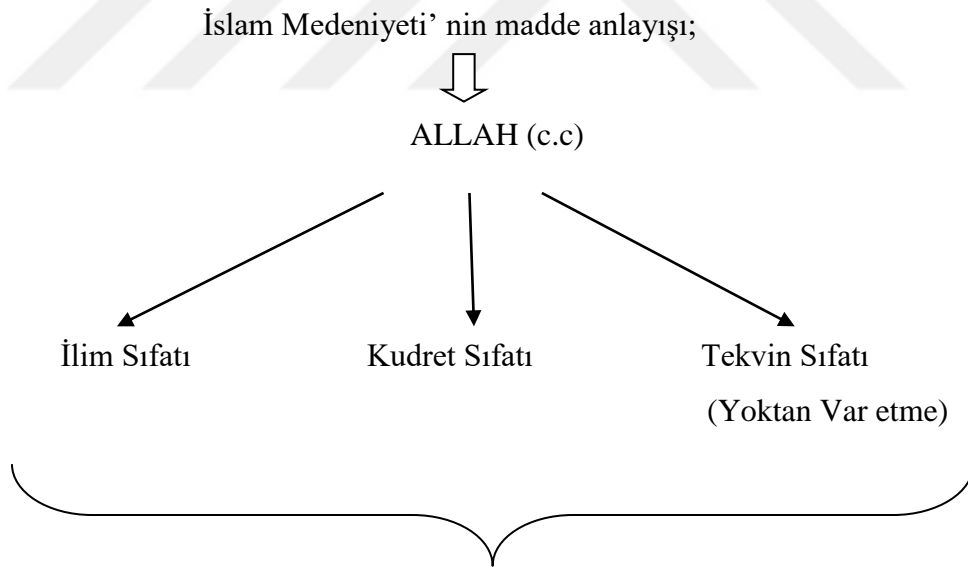 İslam Medeniyeti’ nin madde anlayışı;
ALLAH (c.c)
İlim Sıfatı Kudret Sıfatı Tekvin Sıfatı
(Yoktan Var etme)